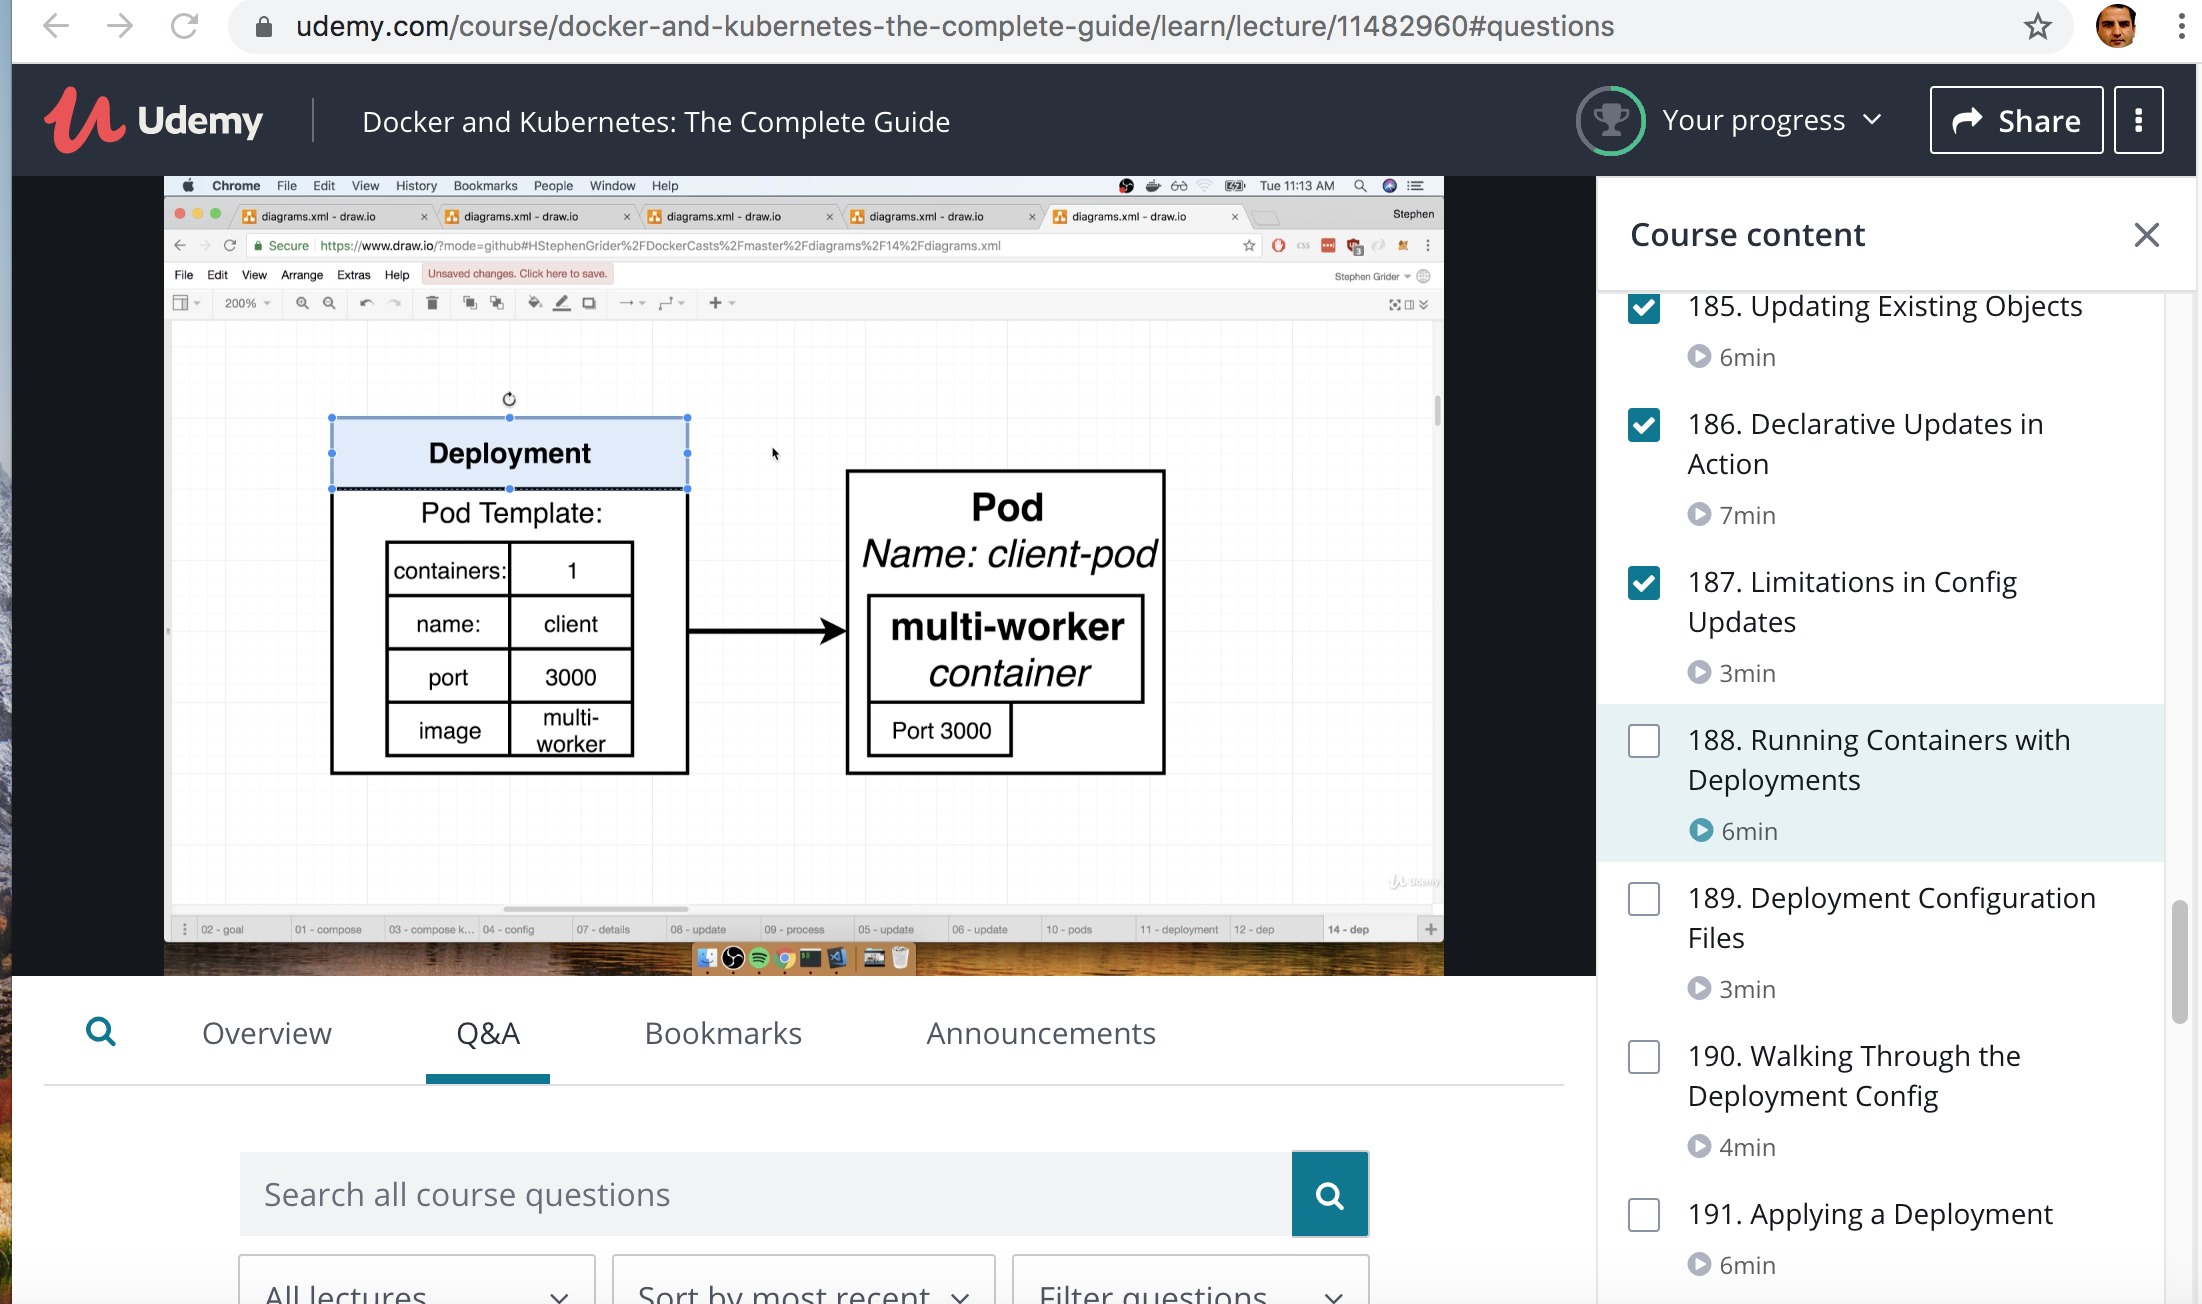 udemy.com/course/docker-and-kubernetes-the-complete-guide/learn/lecture/11482960#questions
Udemy
Docker and Kubernetes: The Complete Guide
Your progress
Share
Chrome File Edit View History Bookmarks People Window Help
Tue 11:13 AM
diagrams.xml - draw.io
diagrams.xml - draw.io
diagrams.xml - draw.io
diagrams.xml - draw.io
diagrams.xml - draw.io
Stephen
Secure
https://www.draw.io/?mode=github#HStephenGrider%2FDockerCasts%2Fmaster%2Fdiagrams%2F14%2Fdiagrams.xml
File Edit View Arrange Extras Help
Unsaved changes. Click here to save.
Stephen Grider
200%
Deployment
Pod Template:
containers: 1
name: client
port 3000
image multi-
worker
Pod
Name: client-pod
multi-worker
container
Port 3000
Udemy
02 - goal
01 - compose
03 - compose k...
04 - config
07 - details
08 - update
09 - process
05 - update
06 - update
10 - pods
11 - deployment
12 - dep
14 - dep
Overview
Q&A
Bookmarks
Announcements
Search all course questions
All lectures
Sort by most recent
Filter questions
Course content
185. Updating Existing Objects
6min
186. Declarative Updates in
Action
7min
187. Limitations in Config
Updates
3min
188. Running Containers with
Deployments
6min
189. Deployment Configuration
Files
3min
190. Walking Through the
Deployment Config
4min
191. Applying a Deployment
6min